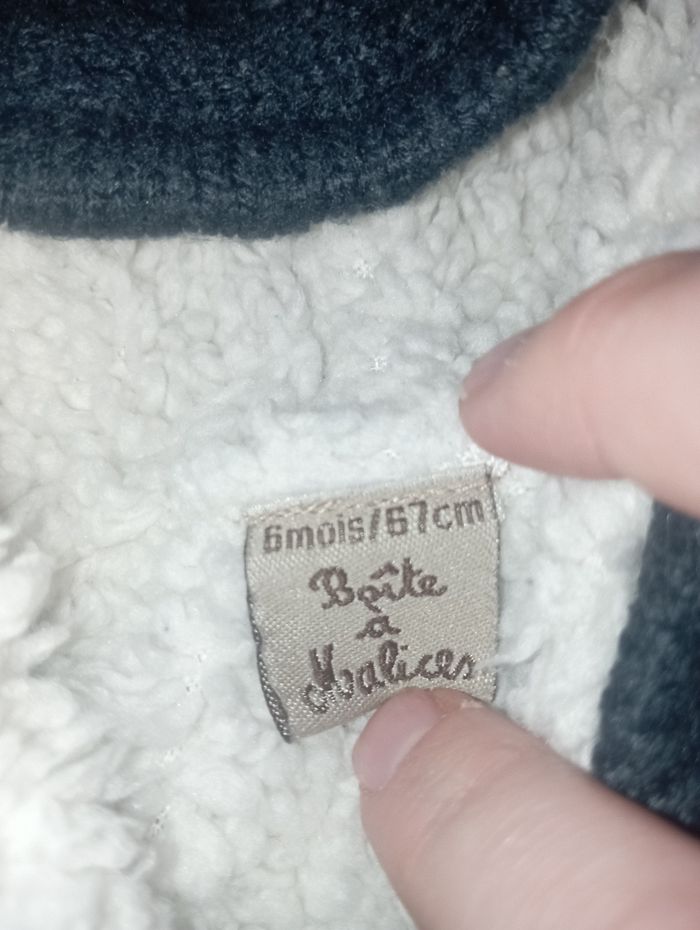 6mois/67cm
Boîte
à
Malices